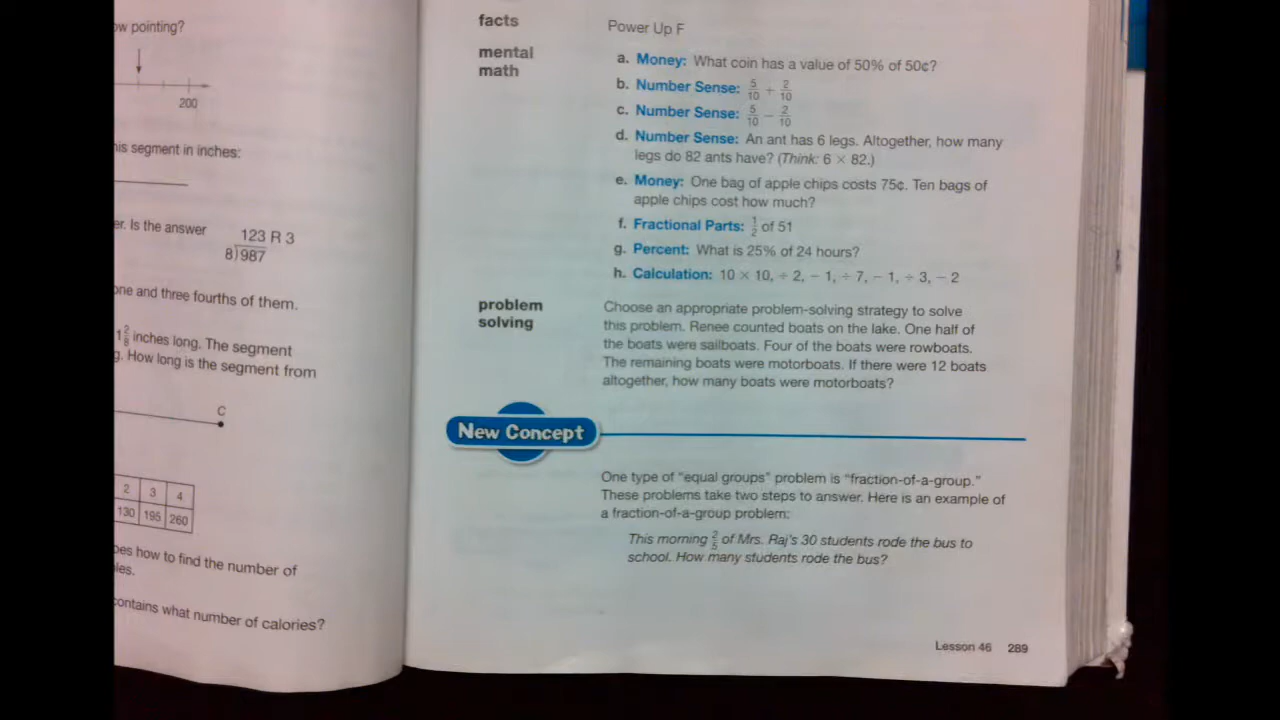 ow pointing?
200
his segment in inches:
er. Is the answer
123 R 3
8)987
one and three fourths of them.
1 2/8 inches long. The segment
g. How long is the segment from
C
2 3 4
130 195 260
bes how to find the number of
les.
contains what number of calories?
facts
Power Up F
mental
math
a. Money: What coin has a value of 50% of 50¢?
b. Number Sense: 5/10 + 2/10
c. Number Sense: 5/10 − 2/10
d. Number Sense: An ant has 6 legs. Altogether, how many
legs do 82 ants have? (Think: 6 × 82.)
e. Money: One bag of apple chips costs 75¢. Ten bags of
apple chips cost how much?
f. Fractional Parts: 1/2 of 51
g. Percent: What is 25% of 24 hours?
h. Calculation: 10 × 10, ÷ 2, − 1, ÷ 7, − 1, ÷ 3, − 2
problem
solving
Choose an appropriate problem-solving strategy to solve
this problem. Renee counted boats on the lake. One half of
the boats were sailboats. Four of the boats were rowboats.
The remaining boats were motorboats. If there were 12 boats
altogether, how many boats were motorboats?
New Concept
One type of "equal groups" problem is "fraction-of-a-group."
These problems take two steps to answer. Here is an example of
a fraction-of-a-group problem:
This morning 2/5 of Mrs. Raj's 30 students rode the bus to
school. How many students rode the bus?
Lesson 46 289